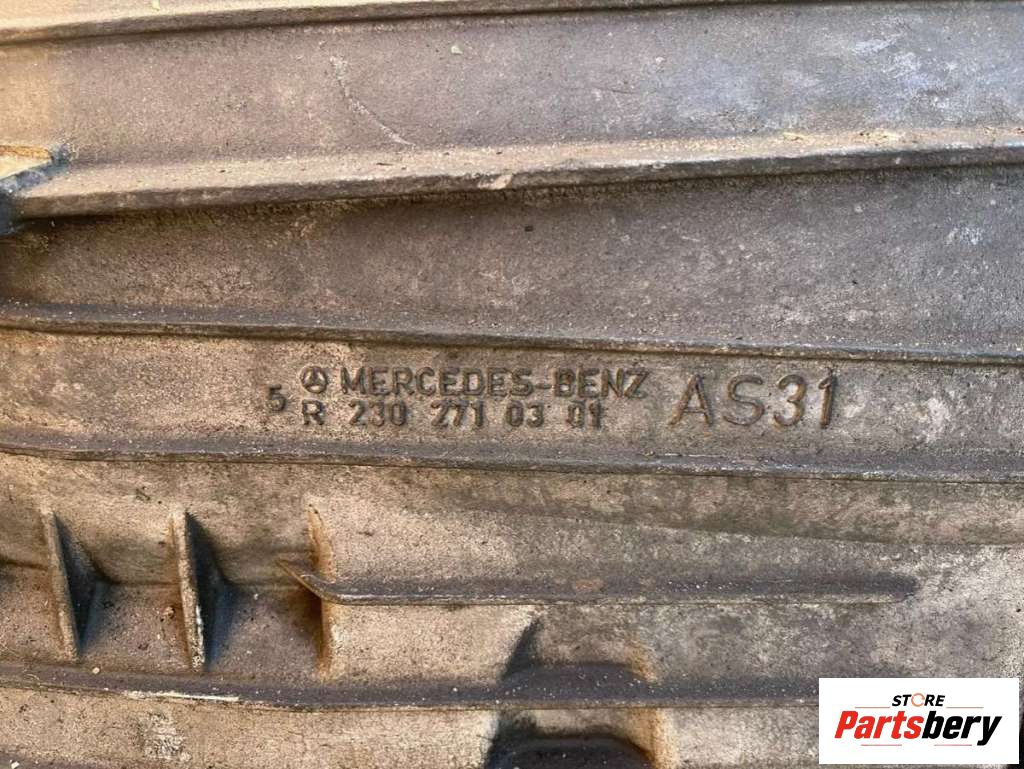 MERCEDES-BENZ AS31
5 R 230 271 03 01
STORE
Partsbery